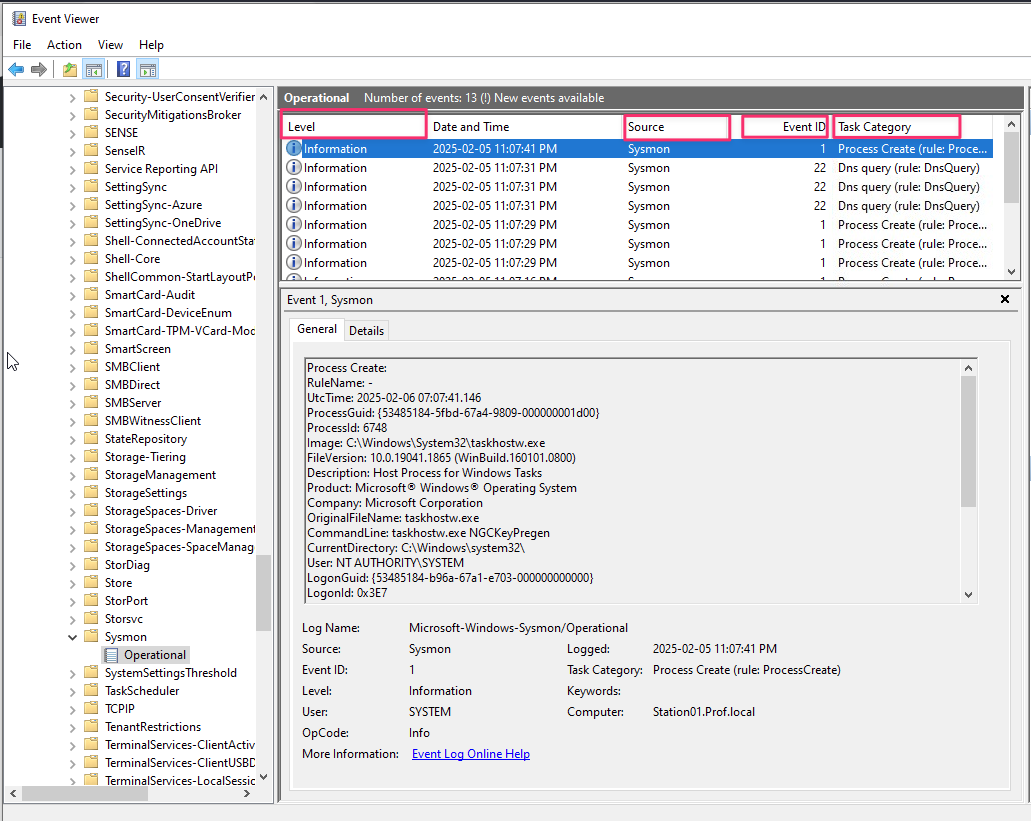 Event Viewer
File Action View Help
Security-UserConsentVerifier
SecurityMitigationsBroker
SENSE
SenseIR
Service Reporting API
SettingSync
SettingSync-Azure
SettingSync-OneDrive
Shell-ConnectedAccountSta
Shell-Core
ShellCommon-StartLayoutP
SmartCard-Audit
SmartCard-DeviceEnum
SmartCard-TPM-VCard-Mod
SmartScreen
SMBClient
SMBDirect
SMBServer
SMBWitnessClient
StateRepository
Storage-Tiering
StorageManagement
StorageSettings
StorageSpaces-Driver
StorageSpaces-Management
StorageSpaces-SpaceManag
StorDiag
Store
StorPort
Storsvc
Sysmon
Operational
SystemSettingsThreshold
TaskScheduler
TCPIP
TenantRestrictions
TerminalServices-ClientActiv
TerminalServices-ClientUSBD
TerminalServices-LocalSessic
Operational Number of events: 13 (!) New events available
Level Date and Time Source Event ID Task Category
Information 2025-02-05 11:07:41 PM Sysmon 1 Process Create (rule: Proce...
Information 2025-02-05 11:07:31 PM Sysmon 22 Dns query (rule: DnsQuery)
Information 2025-02-05 11:07:31 PM Sysmon 22 Dns query (rule: DnsQuery)
Information 2025-02-05 11:07:31 PM Sysmon 22 Dns query (rule: DnsQuery)
Information 2025-02-05 11:07:29 PM Sysmon 1 Process Create (rule: Proce...
Information 2025-02-05 11:07:29 PM Sysmon 1 Process Create (rule: Proce...
Information 2025-02-05 11:07:29 PM Sysmon 1 Process Create (rule: Proce...
Information 2025-02-05 11:07:16 PM Sysmon 1 Process Create (rule: Proce...
Event 1, Sysmon
General Details
Process Create:
RuleName: -
UtcTime: 2025-02-06 07:07:41.146
ProcessGuid: {53485184-5fbd-67a4-9809-000000001d00}
ProcessId: 6748
Image: C:\Windows\System32\taskhostw.exe
FileVersion: 10.0.19041.1865 (WinBuild.160101.0800)
Description: Host Process for Windows Tasks
Product: Microsoft® Windows® Operating System
Company: Microsoft Corporation
OriginalFileName: taskhostw.exe
CommandLine: taskhostw.exe NGCKeyPregen
CurrentDirectory: C:\Windows\system32\
User: NT AUTHORITY\SYSTEM
LogonGuid: {53485184-b96a-67a1-e703-000000000000}
LogonId: 0x3E7
Log Name: Microsoft-Windows-Sysmon/Operational
Source: Sysmon Logged: 2025-02-05 11:07:41 PM
Event ID: 1 Task Category: Process Create (rule: ProcessCreate)
Level: Information Keywords:
User: SYSTEM Computer: Station01.Prof.local
OpCode: Info
More Information: Event Log Online Help